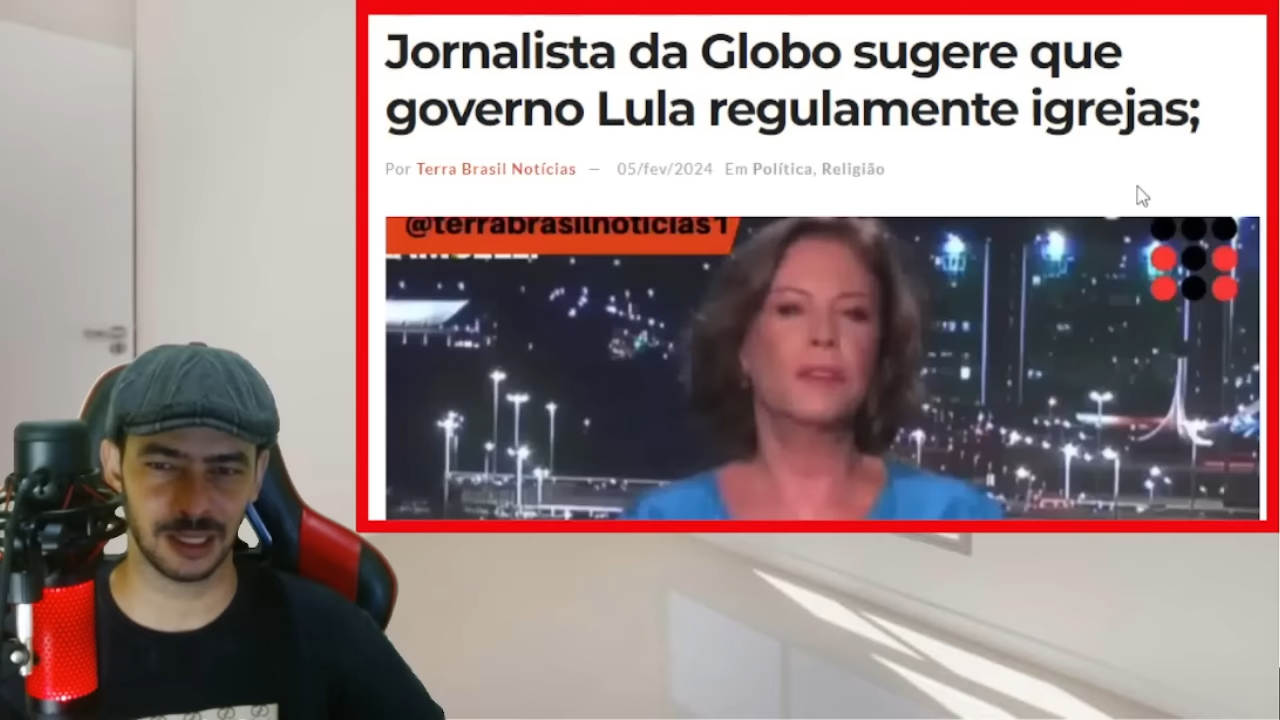 Jornalista da Globo sugere que
governo Lula regulamente igrejas;
Por Terra Brasil Notícias — 05/fev/2024 Em Política, Religião
@terrabrasilnoticias1